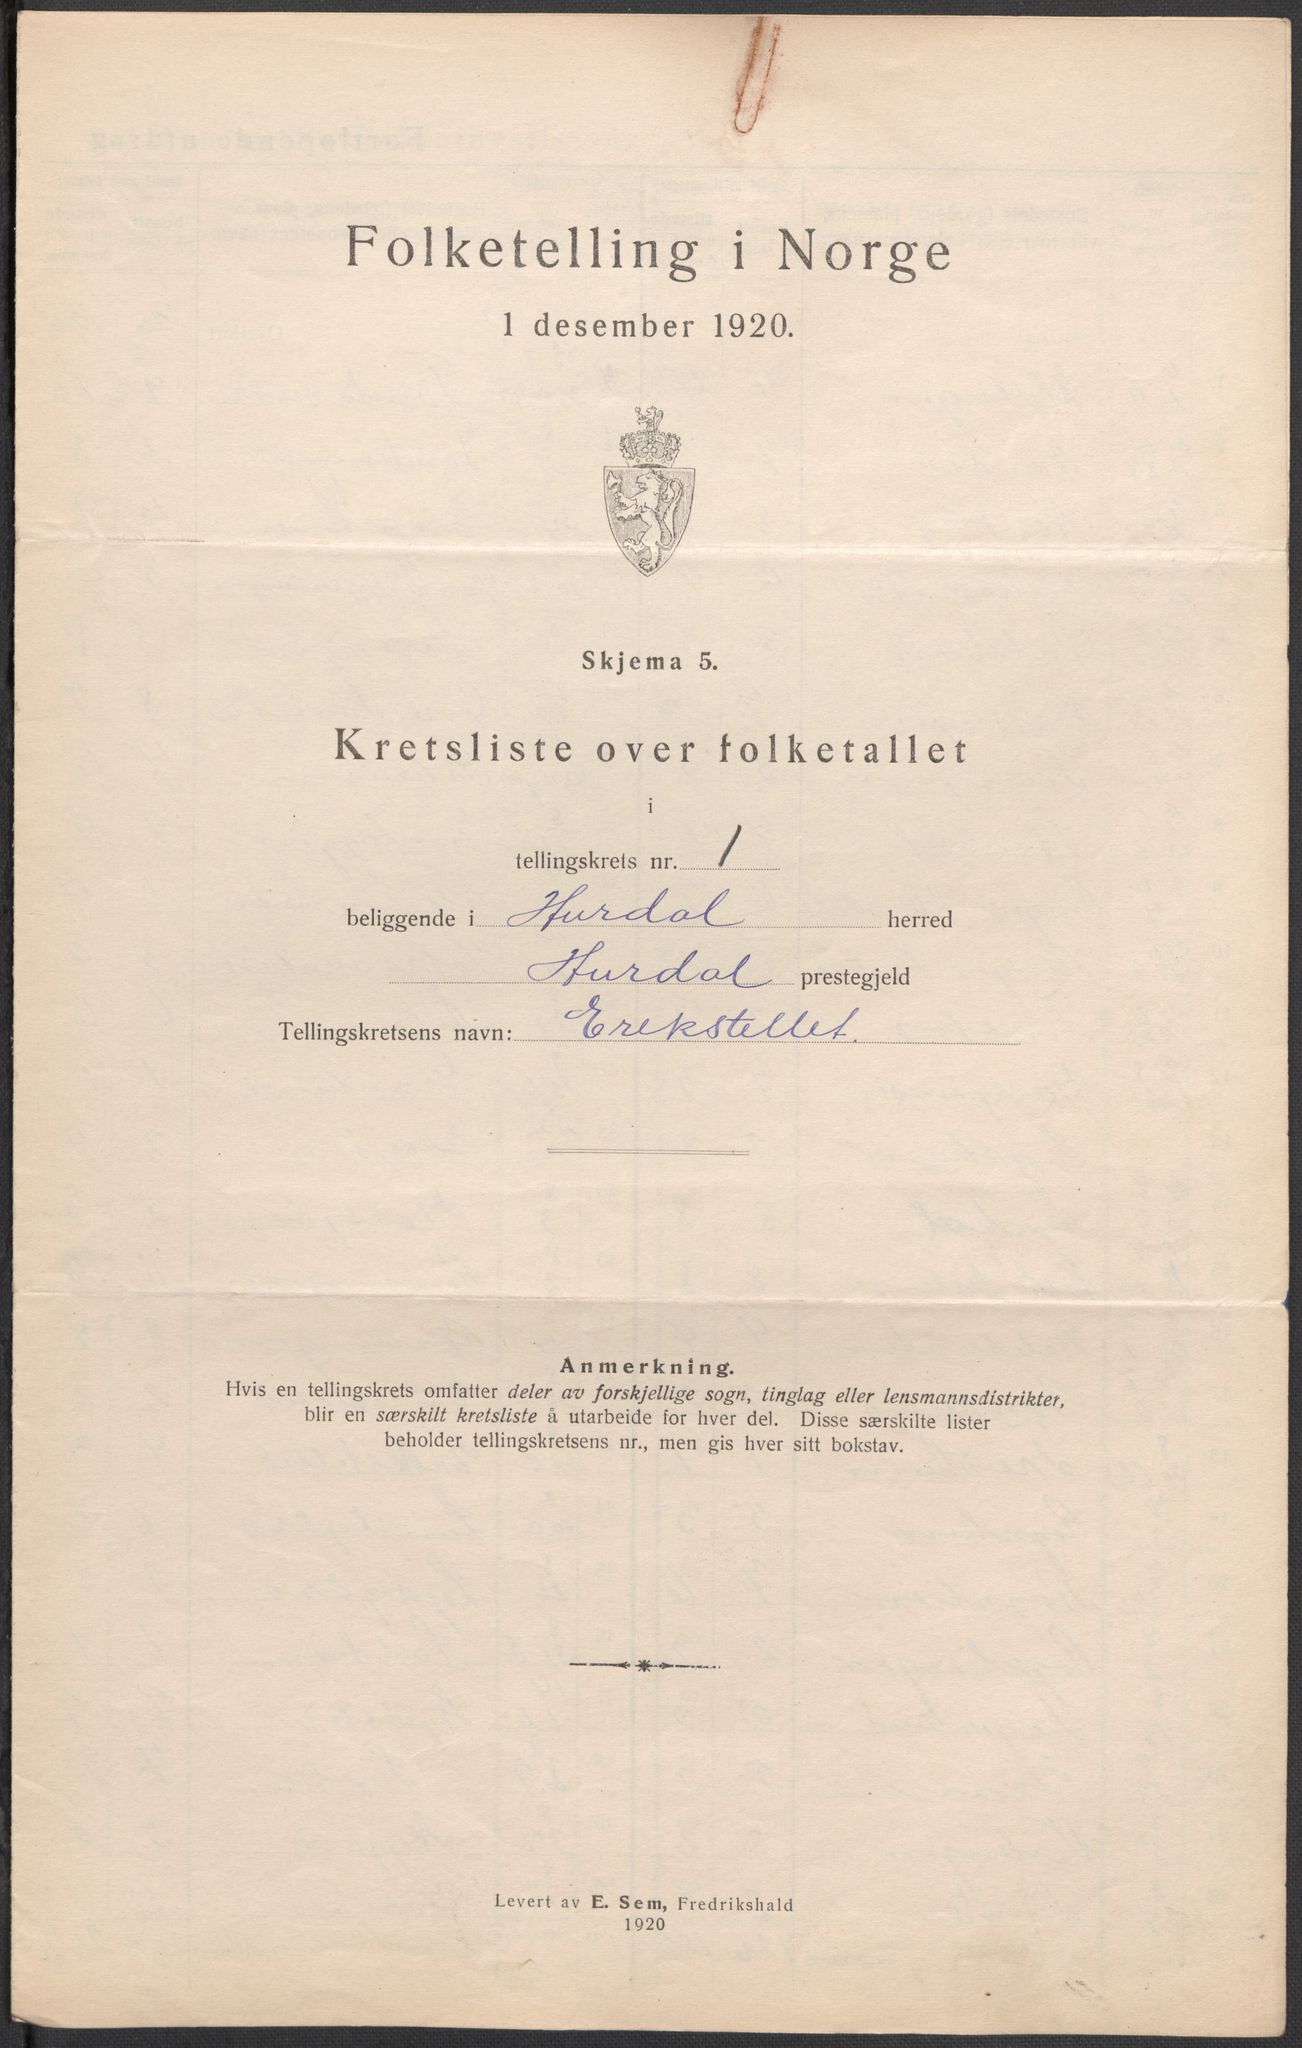 Folketelling i Norge
1 desember 1920.
Skjema 5.
Kretsliste over folketallet
i
tellingskrets nr. 1
beliggende i Hurdal herred
Hurdal prestegjeld
Tellingskretsens navn: Erekstellet.
Anmerkning.
Hvis en tellingskrets omfatter deler av forskjellige sogn, tinglag eller lensmannsdistrikter,
blir en særskilt kretsliste å utarbeide for hver del. Disse særskilte lister
beholder tellingskretsens nr., men gis hver sitt bokstav.
Levert av E. Sem, Fredrikshald
1920